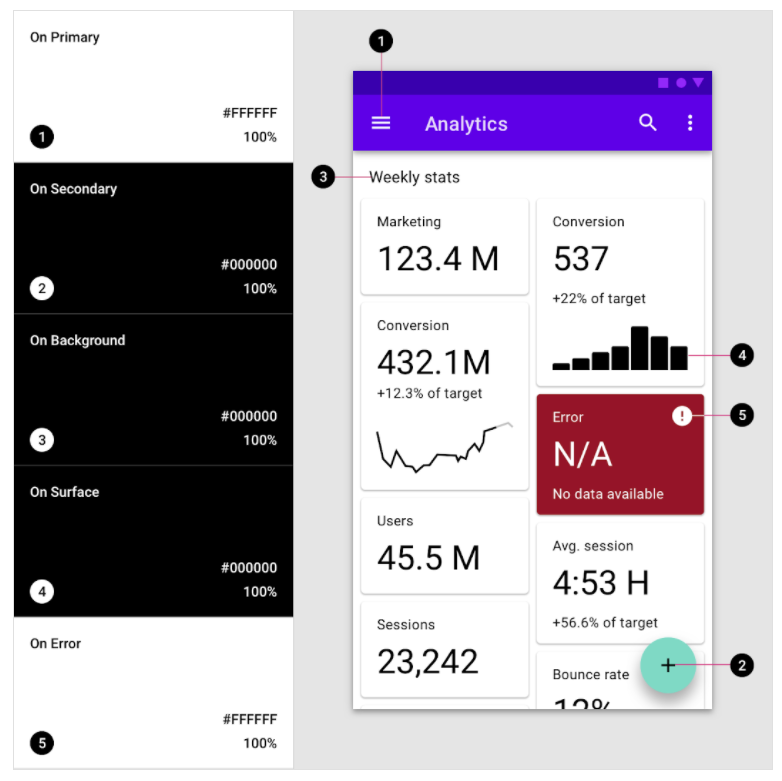 On Primary
#FFFFFF
1
100%
On Secondary
#000000
2
100%
On Background
#000000
3
100%
On Surface
#000000
4
100%
On Error
#FFFFFF
5
100%
1
Analytics
3
Weekly stats
Marketing
123.4 M
Conversion
537
+22% of target
4
Conversion
432.1M
+12.3% of target
Error
!
5
N/A
No data available
Users
45.5 M
Avg. session
4:53 H
+56.6% of target
Sessions
23,242
+
2
Bounce rate
12%